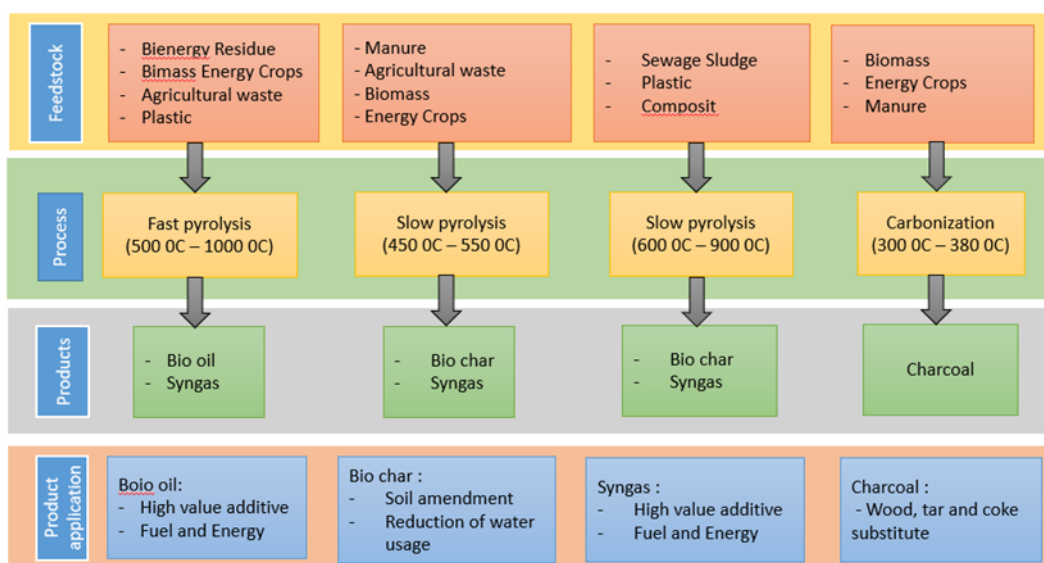 Feedstock
- Bienergy Residue
- Bimass Energy Crops
- Agricultural waste
- Plastic
- Manure
- Agricultural waste
- Biomass
- Energy Crops
- Sewage Sludge
- Plastic
- Composit
- Biomass
- Energy Crops
- Manure
Process
Fast pyrolysis
(500 0C – 1000 0C)
Slow pyrolysis
(450 0C – 550 0C)
Slow pyrolysis
(600 0C – 900 0C)
Carbonization
(300 0C – 380 0C)
Products
- Bio oil
- Syngas
- Bio char
- Syngas
- Bio char
- Syngas
Charcoal
Product
application
Boio oil:
- High value additive
- Fuel and Energy
Bio char :
- Soil amendment
- Reduction of water
usage
Syngas :
- High value additive
- Fuel and Energy
Charcoal :
- Wood, tar and coke
substitute